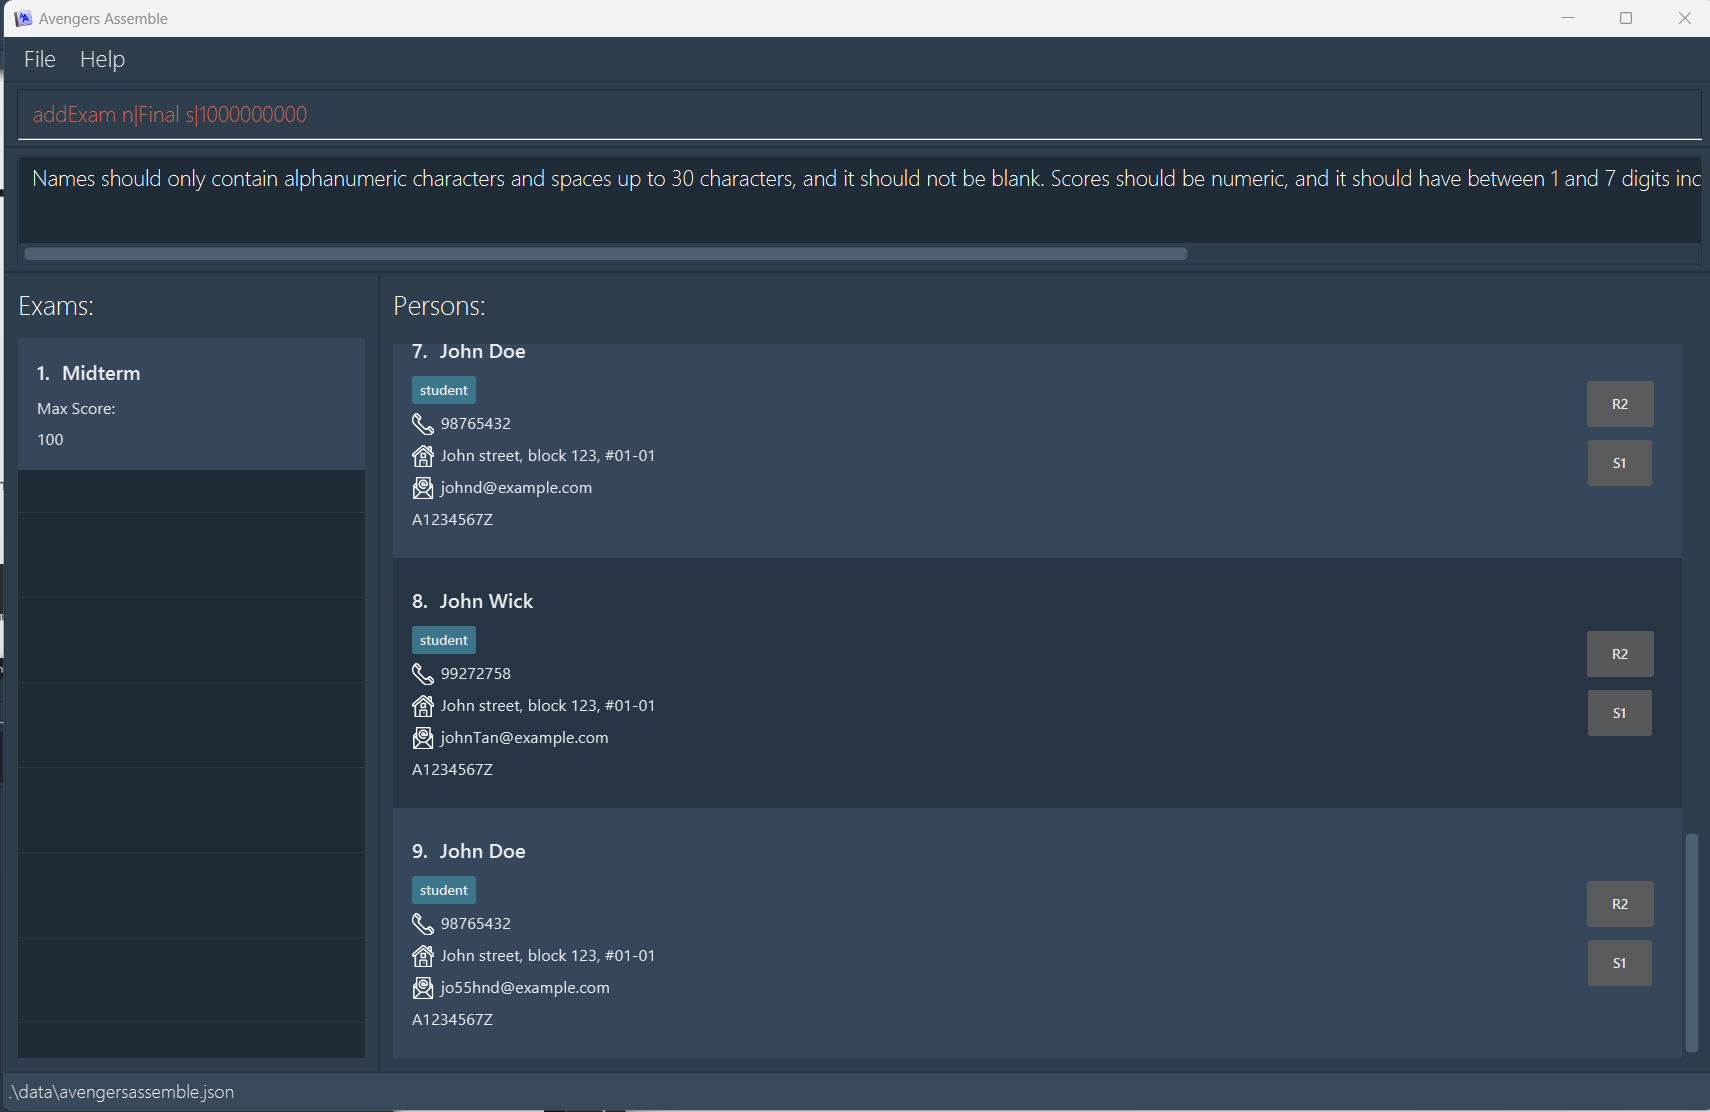 Avengers Assemble
File Help
addExam n|Final s|1000000000
Names should only contain alphanumeric characters and spaces up to 30 characters, and it should not be blank. Scores should be numeric, and it should have between 1 and 7 digits inc
Exams:
1. Midterm
Max Score:
100
Persons:
7. John Doe
student
98765432
John street, block 123, #01-01
johnd@example.com
A1234567Z
R2
S1
8. John Wick
student
99272758
John street, block 123, #01-01
johnTan@example.com
A1234567Z
R2
S1
9. John Doe
student
98765432
John street, block 123, #01-01
jo55hnd@example.com
A1234567Z
R2
S1
.\data\avengersassemble.json